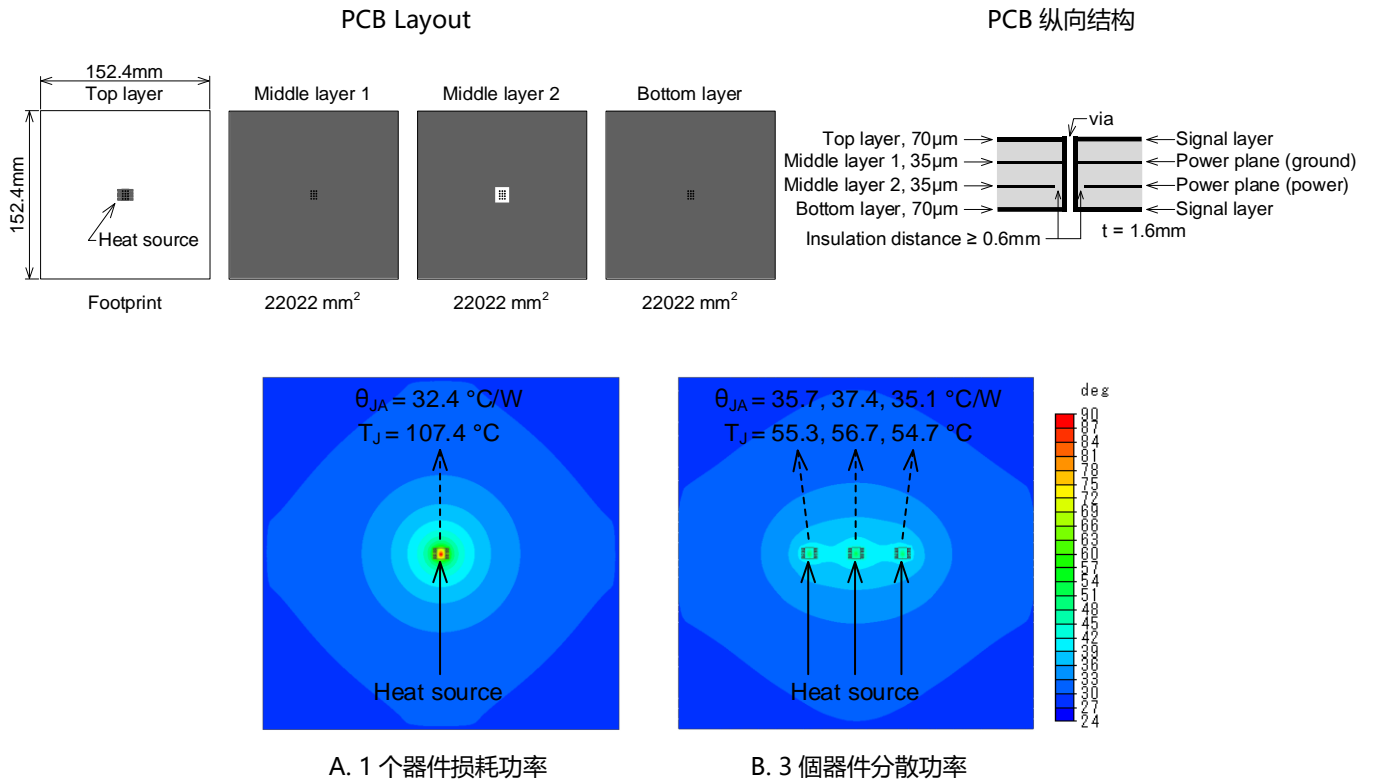 PCB Layout
PCB 纵向结构
152.4mm
Top layer
Middle layer 1
Middle layer 2
Bottom layer
152.4mm
Heat source
Footprint
22022 mm²
22022 mm²
22022 mm²
via
Top layer, 70µm
Signal layer
Middle layer 1, 35µm
Power plane (ground)
Middle layer 2, 35µm
Power plane (power)
Bottom layer, 70µm
Signal layer
Insulation distance ≥ 0.6mm
t = 1.6mm
θJA = 32.4 °C/W
TJ = 107.4 °C
Heat source
θJA = 35.7, 37.4, 35.1 °C/W
TJ = 55.3, 56.7, 54.7 °C
Heat source
deg
90
87
84
81
78
75
72
69
66
63
60
57
54
51
48
45
42
39
36
33
30
27
24
A. 1 个器件损耗功率
B. 3 個器件分散功率